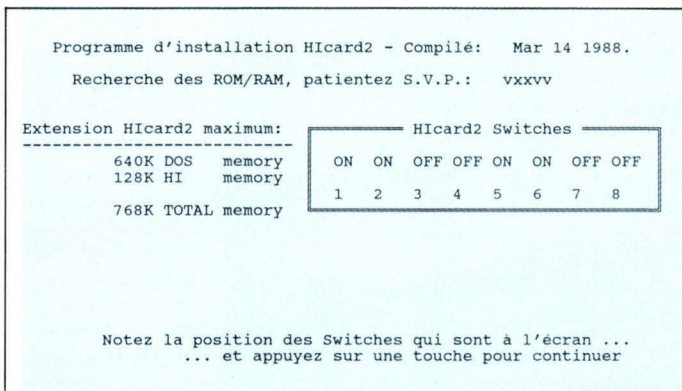 Programme d'installation HIcard2 - Compilé: Mar 14 1988.
Recherche des ROM/RAM, patientez S.V.P.: vxxvv
Extension HIcard2 maximum:
640K DOS memory
128K HI memory
768K TOTAL memory
HIcard2 Switches
ON ON OFF OFF ON ON OFF OFF
1 2 3 4 5 6 7 8
Notez la position des Switches qui sont à l'écran ...
... et appuyez sur une touche pour continuer